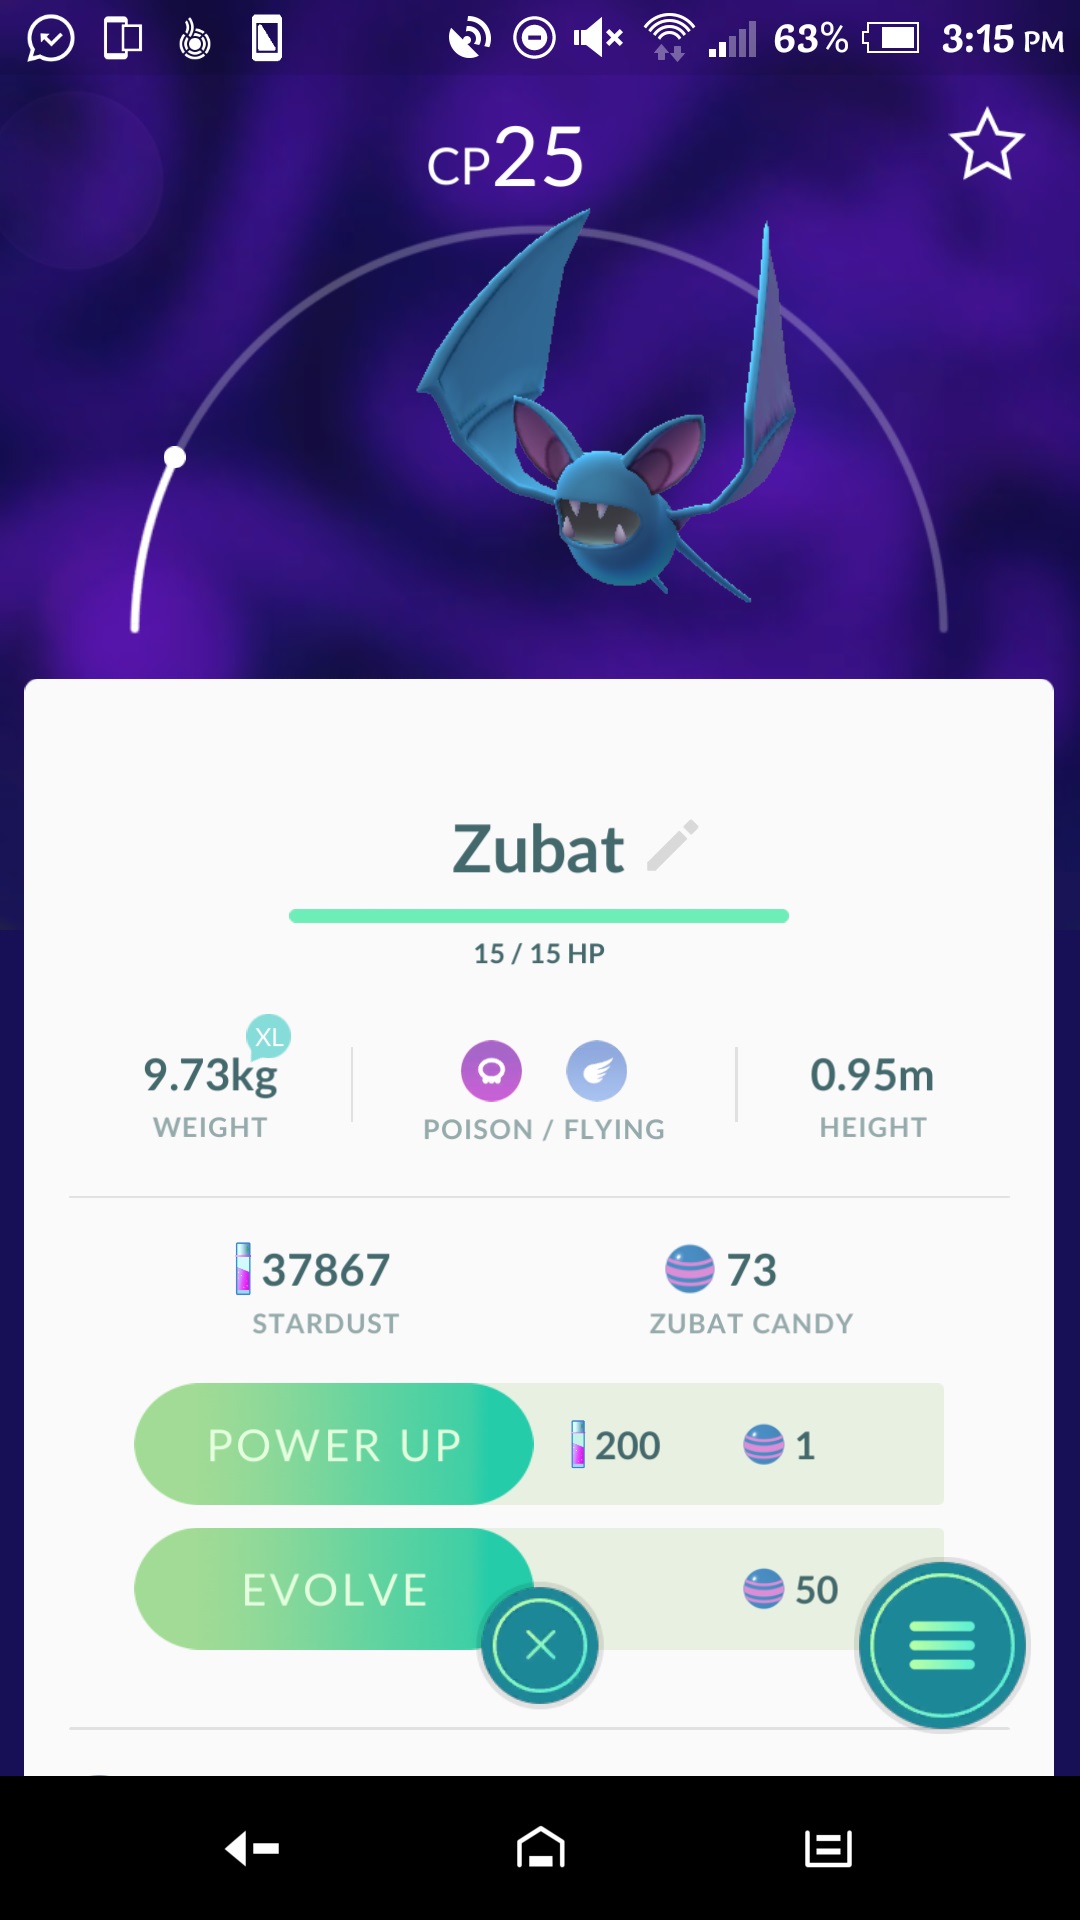 63% 3:15 PM
CP25
Zubat
15 / 15 HP
XL
9.73kg 0.95m
WEIGHT POISON / FLYING HEIGHT
37867 73
STARDUST ZUBAT CANDY
POWER UP 200 1
EVOLVE 50